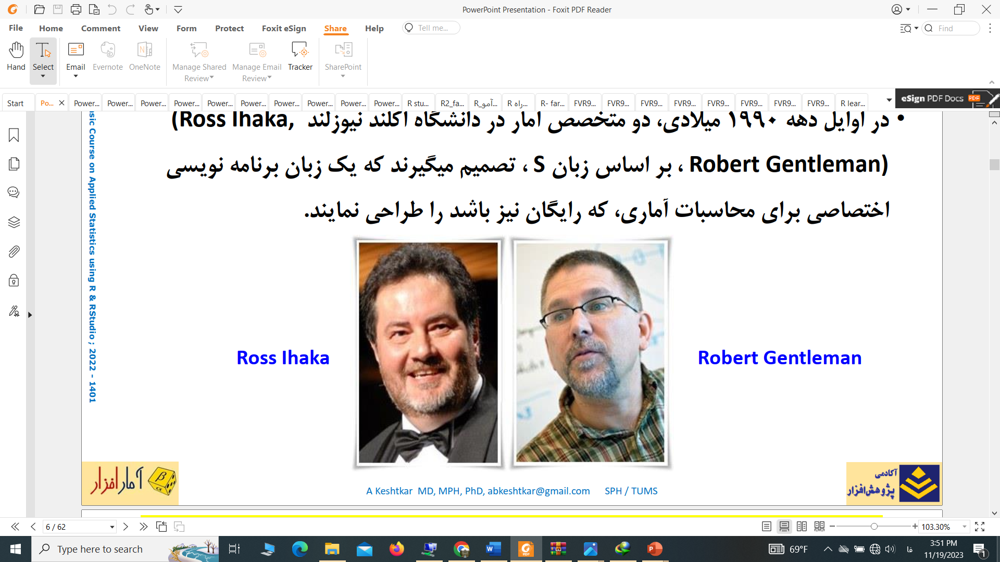 PowerPoint Presentation - Foxit PDF Reader
File Home Comment View Form Protect Foxit eSign Share Help Tell me... Find
Hand Select Email Evernote OneNote Manage Shared Review Manage Email Review Tracker SharePoint
Start Po... Power... Power... Power... Power... Power... Power... Power... Power... Power... Power... R stu... R2_fa... R_آمو... R راه... R- far... FVR9... FVR9... FVR9... FVR9... FVR9... FVR9... FVR9... FVR9... R lear...
eSign PDF Docs PDF
• در اوایل دهه ۱۹۹۰ میلادی، دو متخصص آمار در دانشگاه اکلند نیوزلند (Ross Ihaka,
Robert Gentleman) ، بر اساس زبان S ، تصمیم میگیرند که یک زبان برنامه نویسی
اختصاصی برای محاسبات آماری، که رایگان نیز باشد را طراحی نمایند.
Ross Ihaka
Robert Gentleman
sic Course on Applied Statistics using R & RStudio ; 2022 - 1401
آمارافزار
β
α
A Keshtkar MD, MPH, PhD, abkeshtkar@gmail.com SPH / TUMS
آکادمی
پژوهش‌افزار
6 / 62
103.30%
Type here to search
PDF
69°F
فا
3:51 PM
11/19/2023
1